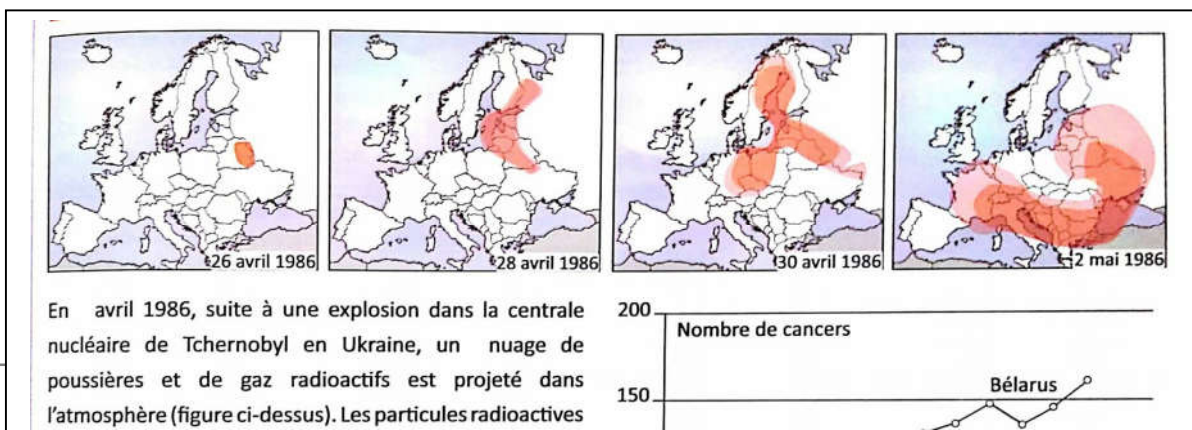 26 avril 1986
28 avril 1986
30 avril 1986
2 mai 1986
En avril 1986, suite à une explosion dans la centrale
nucléaire de Tchernobyl en Ukraine, un nuage de
poussières et de gaz radioactifs est projeté dans
l'atmosphère (figure ci-dessus). Les particules radioactives
200
Nombre de cancers
150
Bélarus